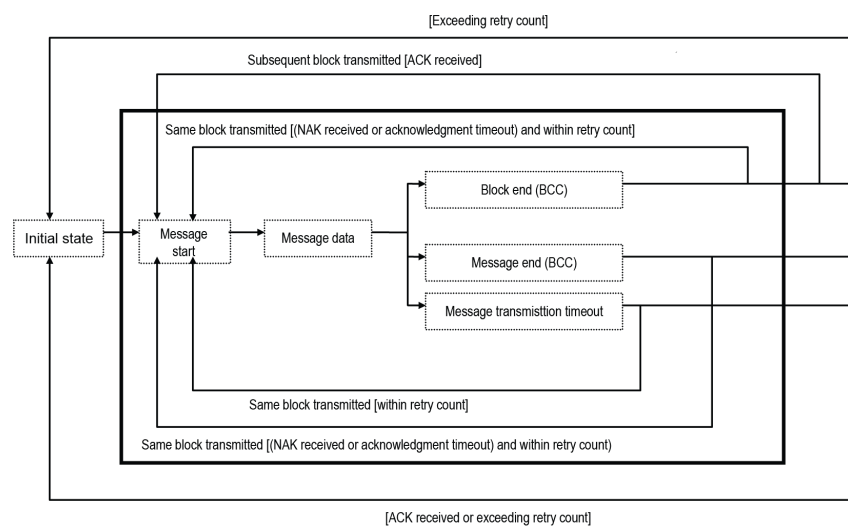 [Exceeding retry count]
Subsequent block transmitted [ACK received]
Same block transmitted [(NAK received or acknowledgment timeout) and within retry count]
Block end (BCC)
Initial state
Message
start
Message data
Message end (BCC)
Message transmisttion timeout
Same block transmitted [within retry count]
Same block transmitted [(NAK received or acknowledgment timeout) and within retry count)
[ACK received or exceeding retry count]